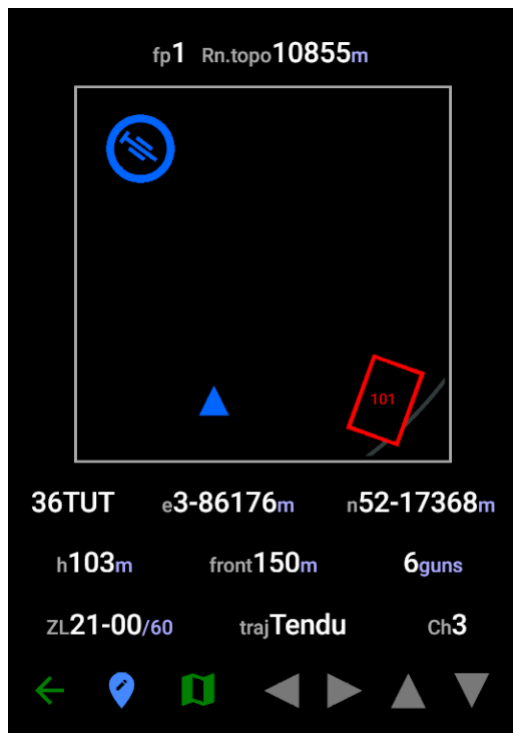 fp1 Rn.topo10855m
101
36TUT e3-86176m n52-17368m
h103m front150m 6guns
ZL21-00/60 trajTendu Ch3